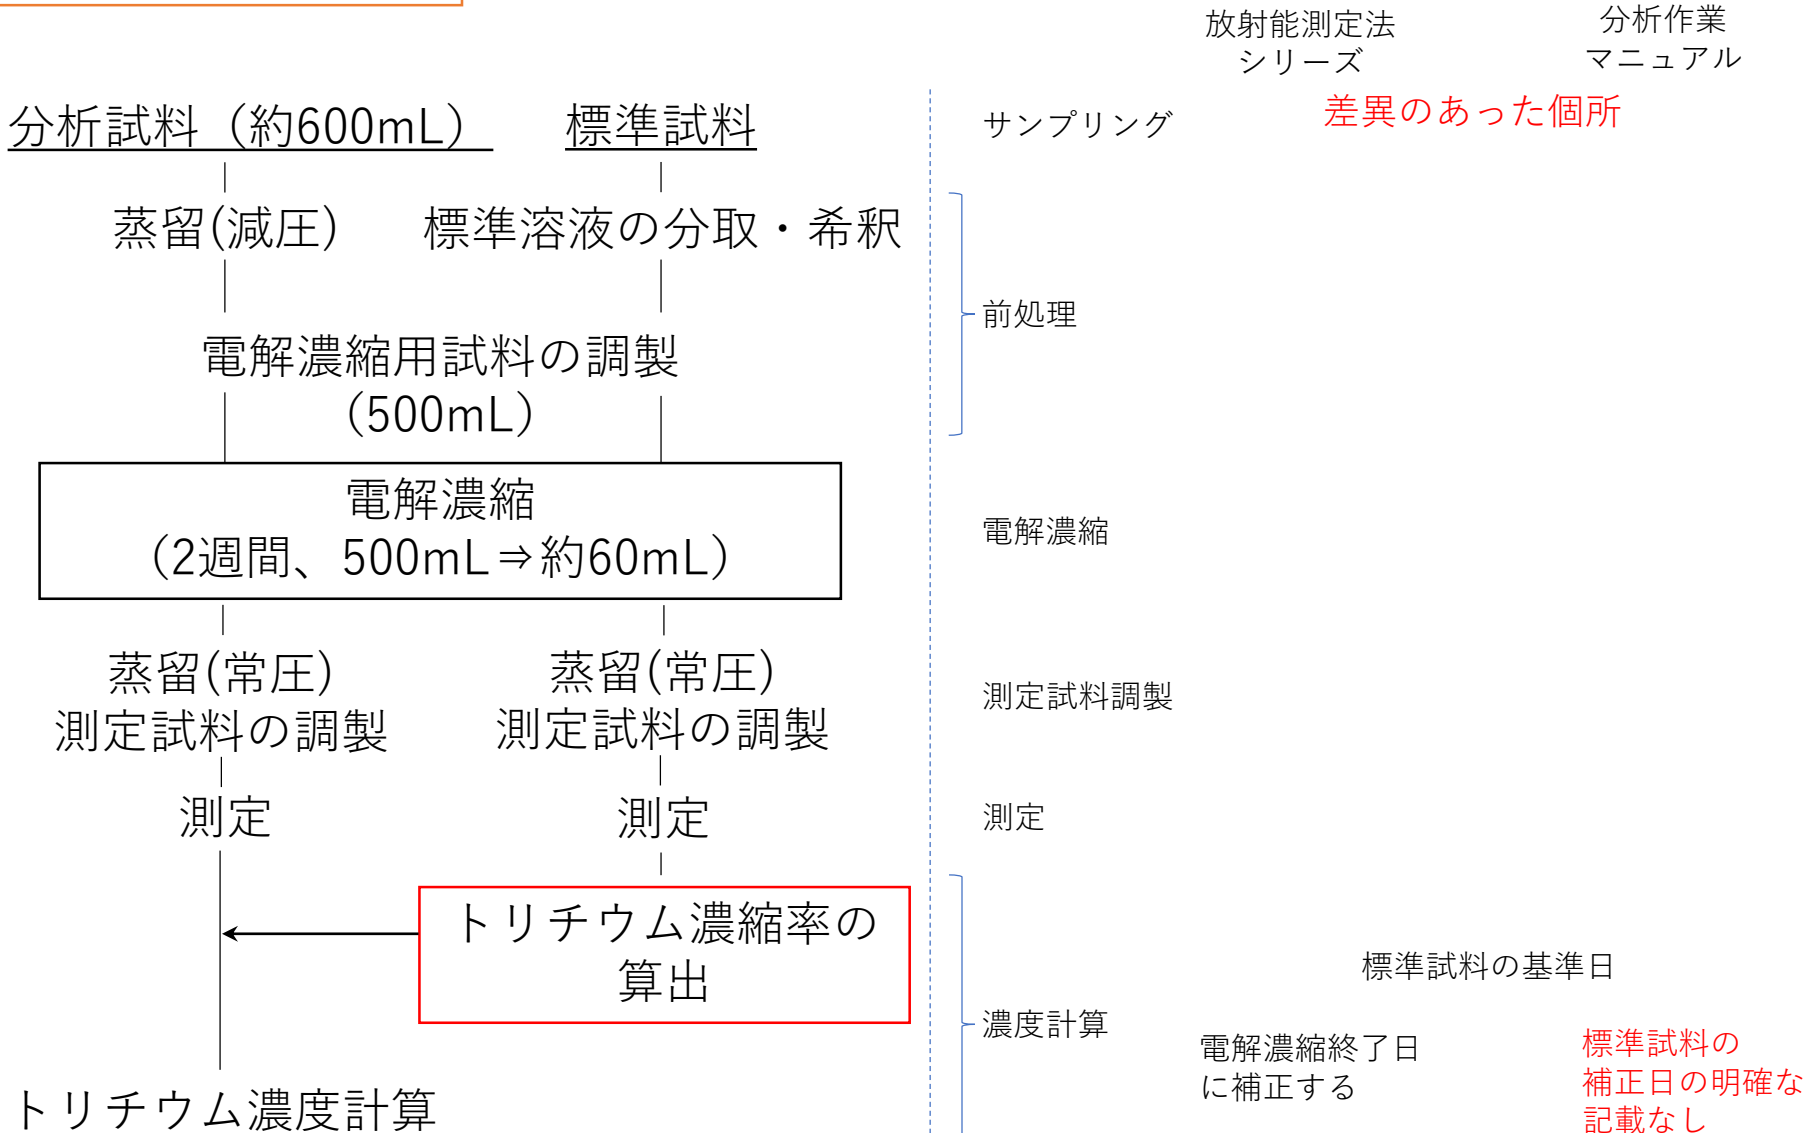 放射能測定法
シリーズ
分析作業
マニュアル
差異のあった個所
分析試料（約600mL）
標準試料
蒸留(減圧)
標準溶液の分取・希釈
電解濃縮用試料の調製
（500mL）
電解濃縮
（2週間、500mL⇒約60mL）
蒸留(常圧)
測定試料の調製
蒸留(常圧)
測定試料の調製
測定
測定
トリチウム濃縮率の
算出
トリチウム濃度計算
サンプリング
前処理
電解濃縮
測定試料調製
測定
濃度計算
標準試料の基準日
電解濃縮終了日
に補正する
標準試料の
補正日の明確な
記載なし